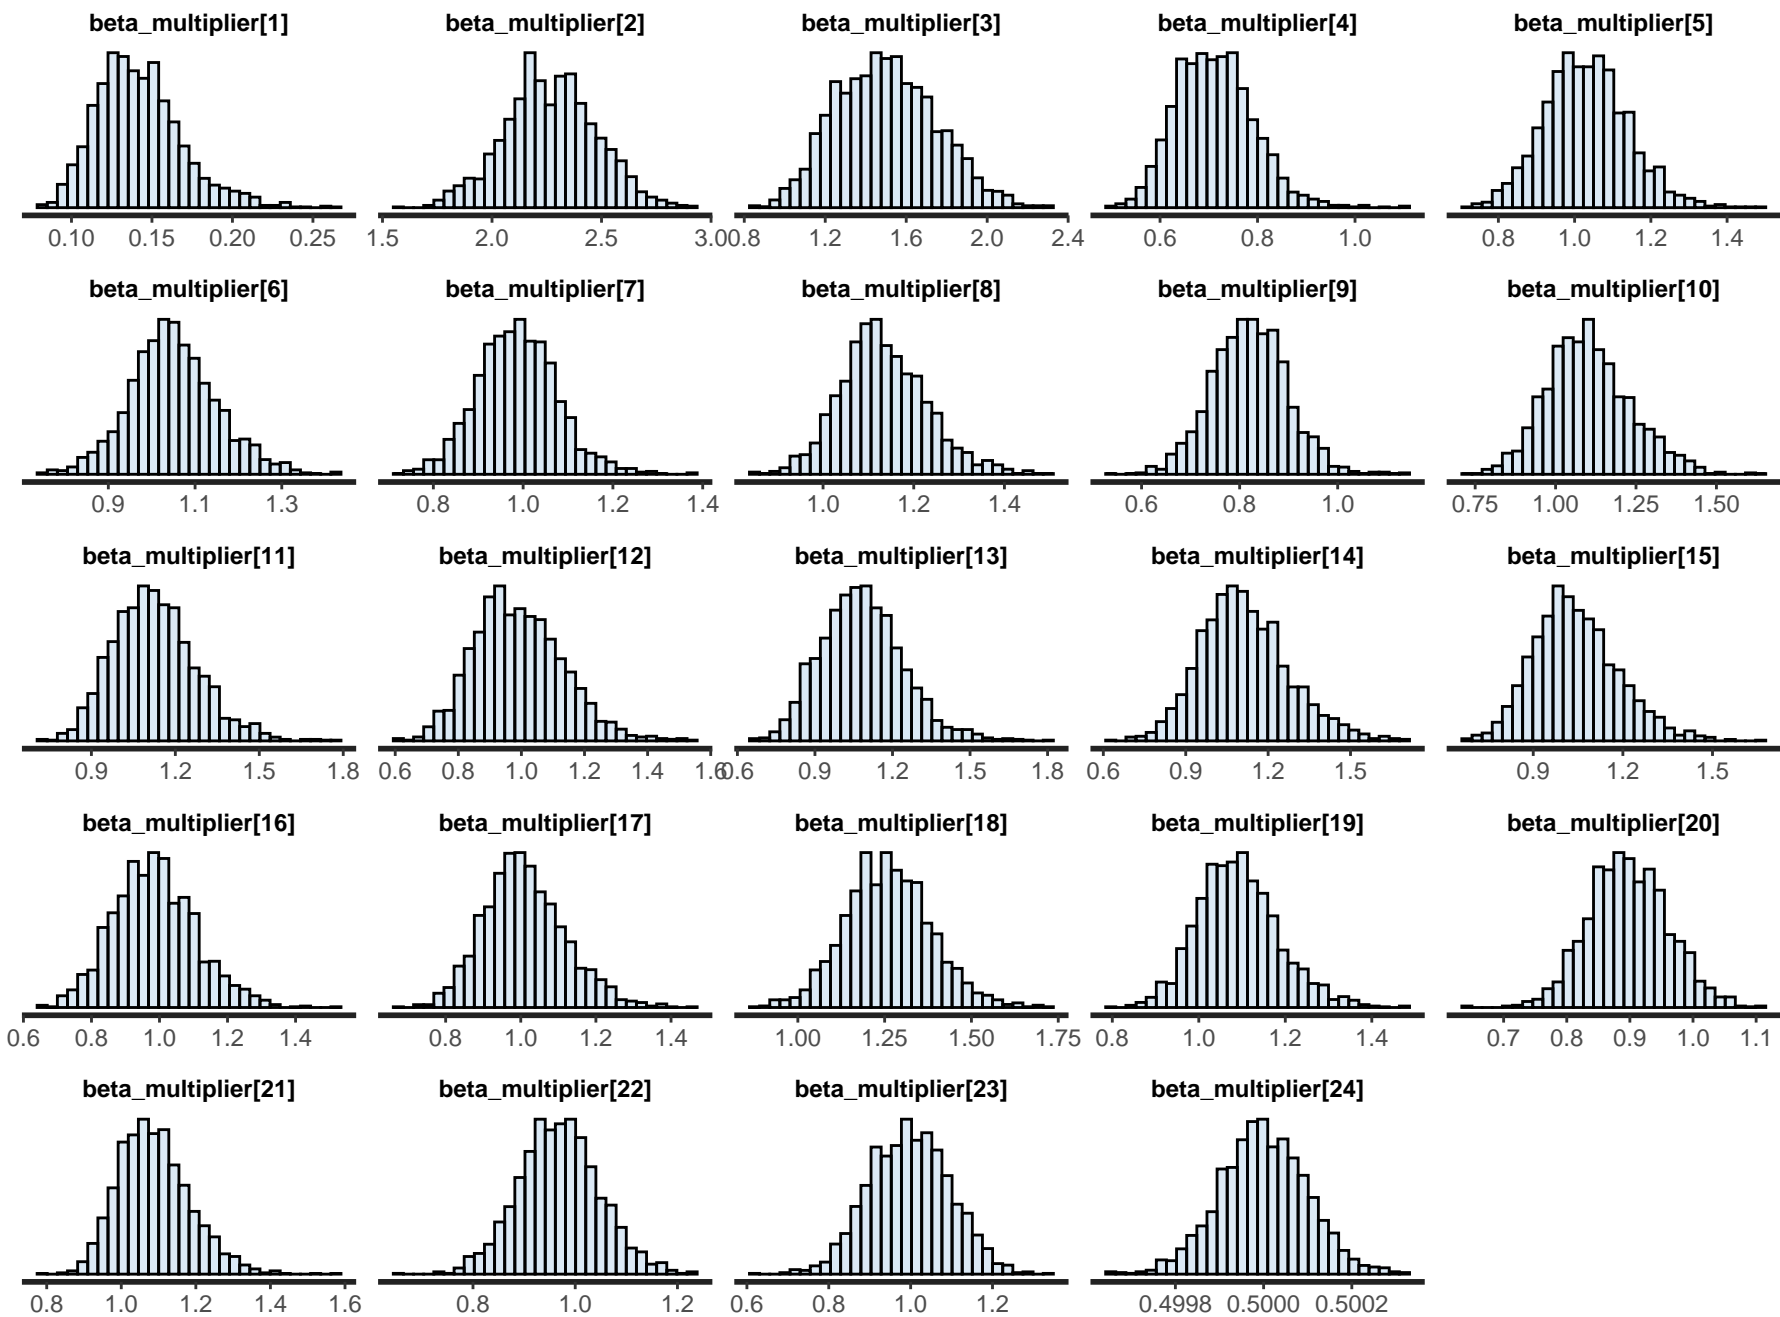 beta_multiplier[1] beta_multiplier[2] beta_multiplier[3] beta_multiplier[4] beta_multiplier[5]
0.10 0.15 0.20 0.25 1.5 2.0 2.5 3.0 0.8 1.2 1.6 2.0 2.4 0.6 0.8 1.0 0.8 1.0 1.2 1.4
beta_multiplier[6] beta_multiplier[7] beta_multiplier[8] beta_multiplier[9] beta_multiplier[10]
0.9 1.1 1.3 0.8 1.0 1.2 1.4 1.0 1.2 1.4 0.6 0.8 1.0 0.75 1.00 1.25 1.50
beta_multiplier[11] beta_multiplier[12] beta_multiplier[13] beta_multiplier[14] beta_multiplier[15]
0.9 1.2 1.5 1.8 0.6 0.8 1.0 1.2 1.4 1.6 0.6 0.9 1.2 1.5 1.8 0.6 0.9 1.2 1.5 0.9 1.2 1.5
beta_multiplier[16] beta_multiplier[17] beta_multiplier[18] beta_multiplier[19] beta_multiplier[20]
0.6 0.8 1.0 1.2 1.4 0.8 1.0 1.2 1.4 1.00 1.25 1.50 1.75 0.8 1.0 1.2 1.4 0.7 0.8 0.9 1.0 1.1
beta_multiplier[21] beta_multiplier[22] beta_multiplier[23] beta_multiplier[24]
0.8 1.0 1.2 1.4 1.6 0.8 1.0 1.2 0.6 0.8 1.0 1.2 0.4998 0.5000 0.5002